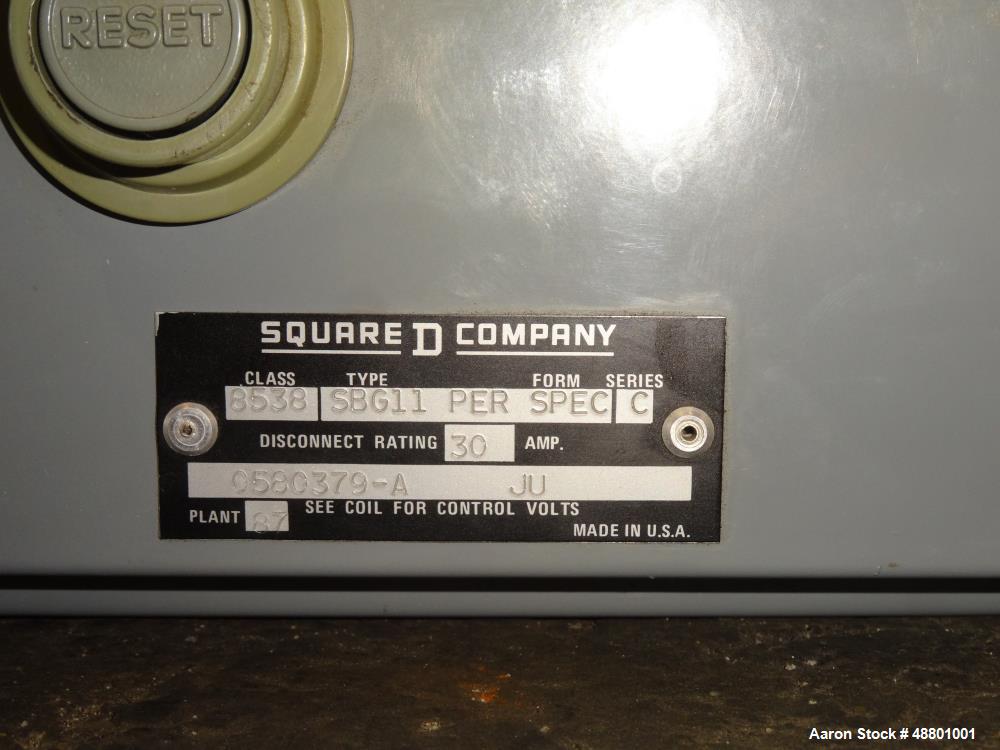 RESET
SQUARE D COMPANY
CLASS TYPE FORM SERIES
8538 SBG11 PER SPEC C
DISCONNECT RATING 30 AMP.
0580379-A JU
PLANT 87 SEE COIL FOR CONTROL VOLTS
MADE IN U.S.A.
Aaron Stock # 48801001